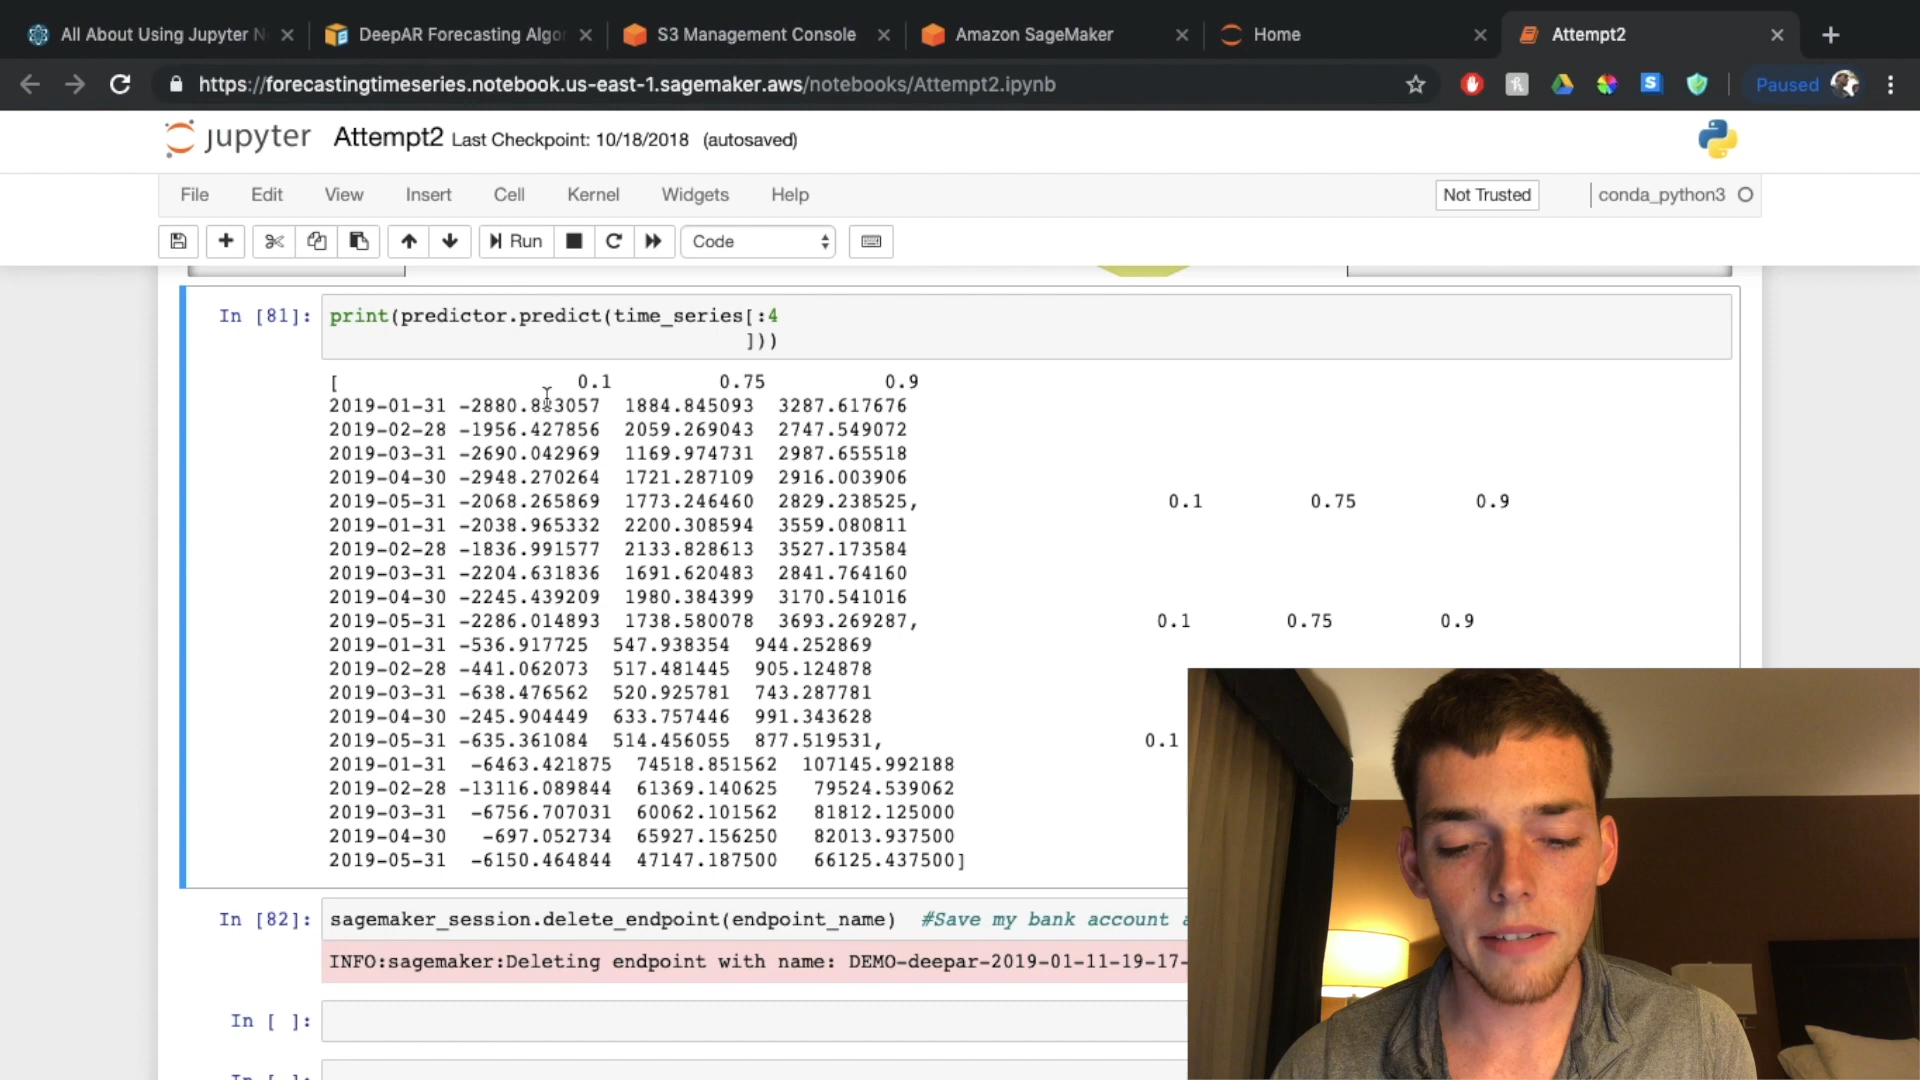 All About Using Jupyter N
DeepAR Forecasting Algor
S3 Management Console
Amazon SageMaker
Home
Attempt2
https://forecastingtimeseries.notebook.us-east-1.sagemaker.aws/notebooks/Attempt2.ipynb
Paused
jupyter Attempt2 Last Checkpoint: 10/18/2018 (autosaved)
File Edit View Insert Cell Kernel Widgets Help
Not Trusted
conda_python3
Run
Code
In [81]: print(predictor.predict(time_series[:4
]))
[ 0.1 0.75 0.9
2019-01-31 -2880.843057 1884.845093 3287.617676
2019-02-28 -1956.427856 2059.269043 2747.549072
2019-03-31 -2690.042969 1169.974731 2987.655518
2019-04-30 -2948.270264 1721.287109 2916.003906
2019-05-31 -2068.265869 1773.246460 2829.238525, 0.1 0.75 0.9
2019-01-31 -2038.965332 2200.308594 3559.080811
2019-02-28 -1836.991577 2133.828613 3527.173584
2019-03-31 -2204.631836 1691.620483 2841.764160
2019-04-30 -2245.439209 1980.384399 3170.541016
2019-05-31 -2286.014893 1738.580078 3693.269287, 0.1 0.75 0.9
2019-01-31 -536.917725 547.938354 944.252869
2019-02-28 -441.062073 517.481445 905.124878
2019-03-31 -638.476562 520.925781 743.287781
2019-04-30 -245.904449 633.757446 991.343628
2019-05-31 -635.361084 514.456055 877.519531, 0.1
2019-01-31 -6463.421875 74518.851562 107145.992188
2019-02-28 -13116.089844 61369.140625 79524.539062
2019-03-31 -6756.707031 60062.101562 81812.125000
2019-04-30 -697.052734 65927.156250 82013.937500
2019-05-31 -6150.464844 47147.187500 66125.437500]
In [82]: sagemaker_session.delete_endpoint(endpoint_name) #Save my bank account
INFO:sagemaker:Deleting endpoint with name: DEMO-deepar-2019-01-11-19-17-
In [ ]:
In [ ]: